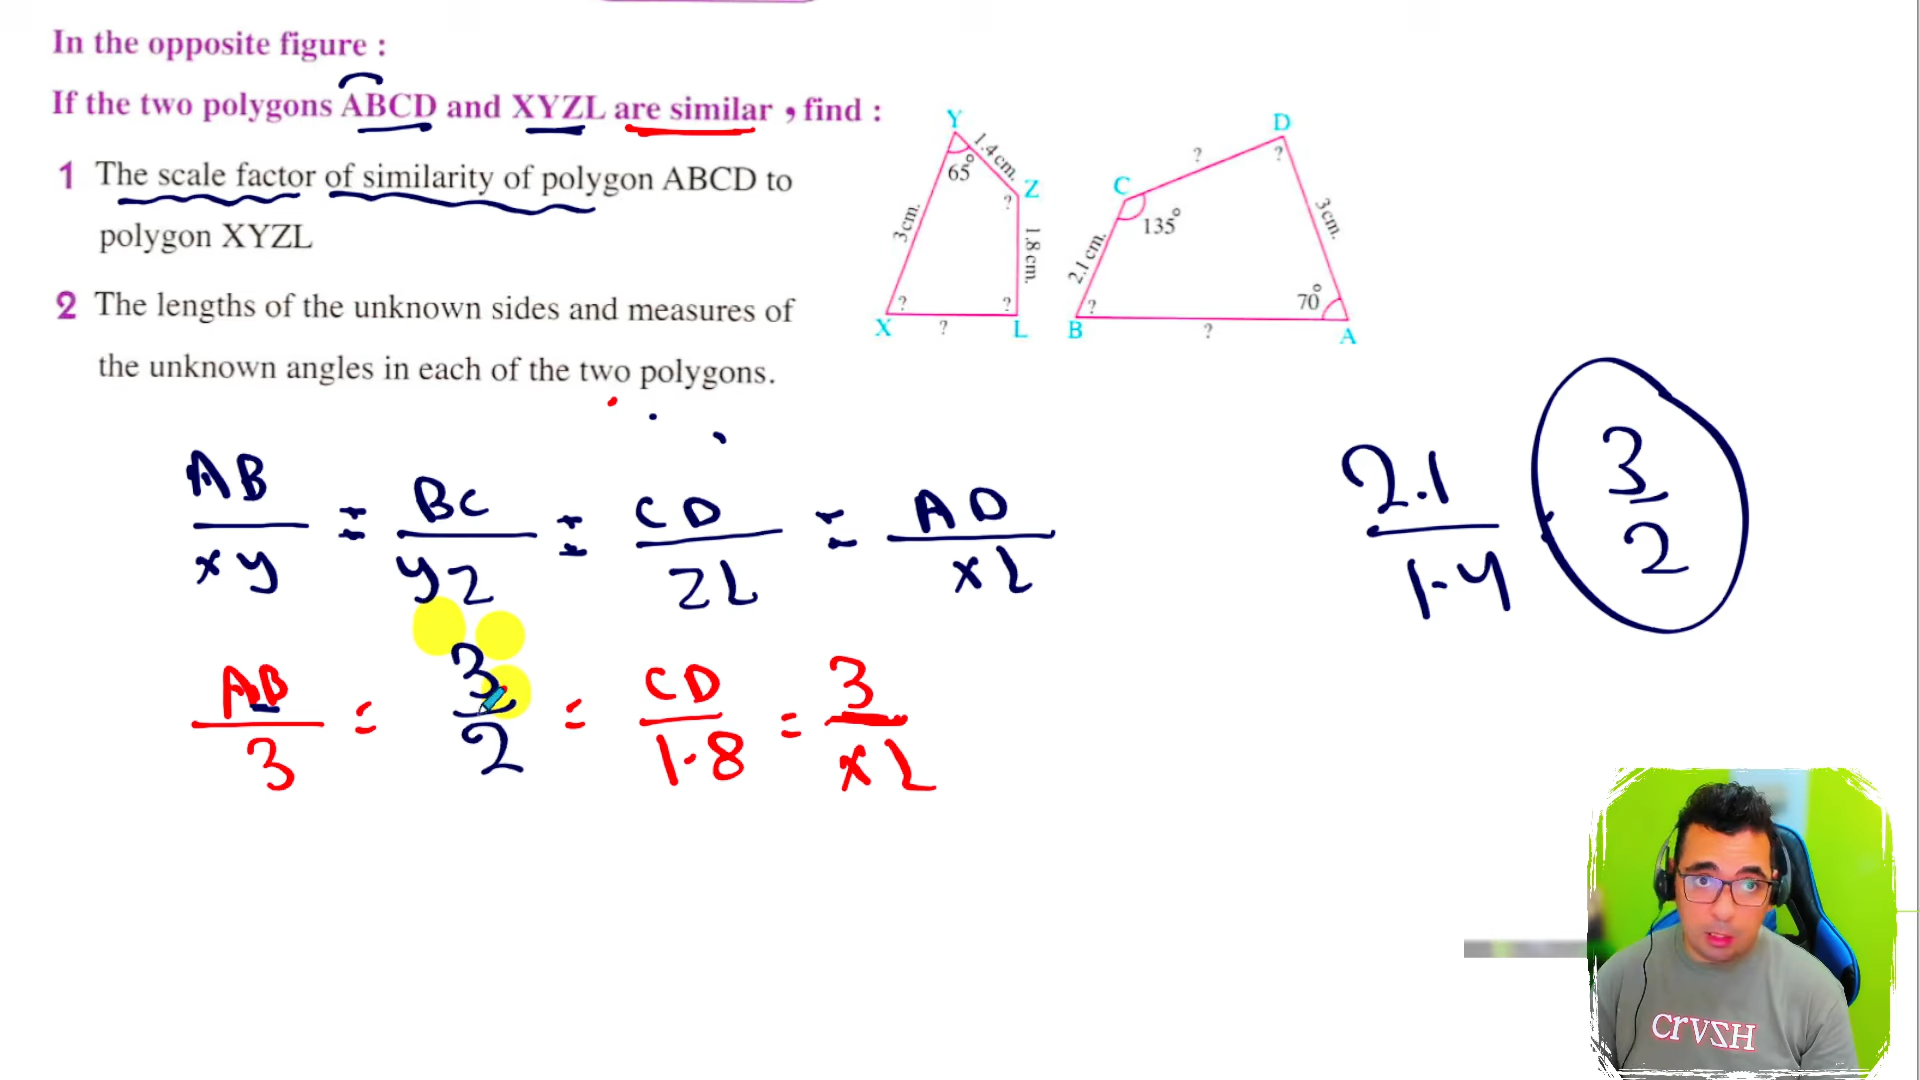 In the opposite figure :
If the two polygons ABCD and XYZL are similar , find :
1 The scale factor of similarity of polygon ABCD to
polygon XYZL
2 The lengths of the unknown sides and measures of
the unknown angles in each of the two polygons.
Y
1.4 cm.
65°
Z
?
3 cm.
1.8 cm.
?
?
X
?
L
D
?
?
C
135°
3 cm.
2.1 cm.
?
70°
B
?
A
AB/xy = BC/yz = CD/ZL = AD/XL
2.1/1.4 = 3/2
AB/3 = 3/2 = CD/1.8 = 3/XL
crvsh